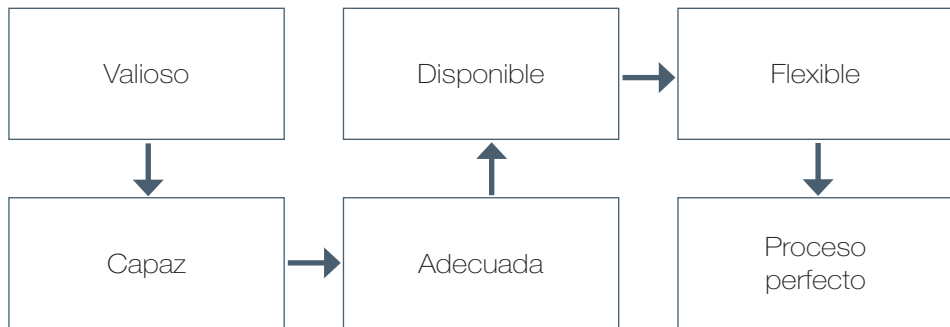 Valioso
Disponible
Flexible
Capaz
Adecuada
Proceso
perfecto